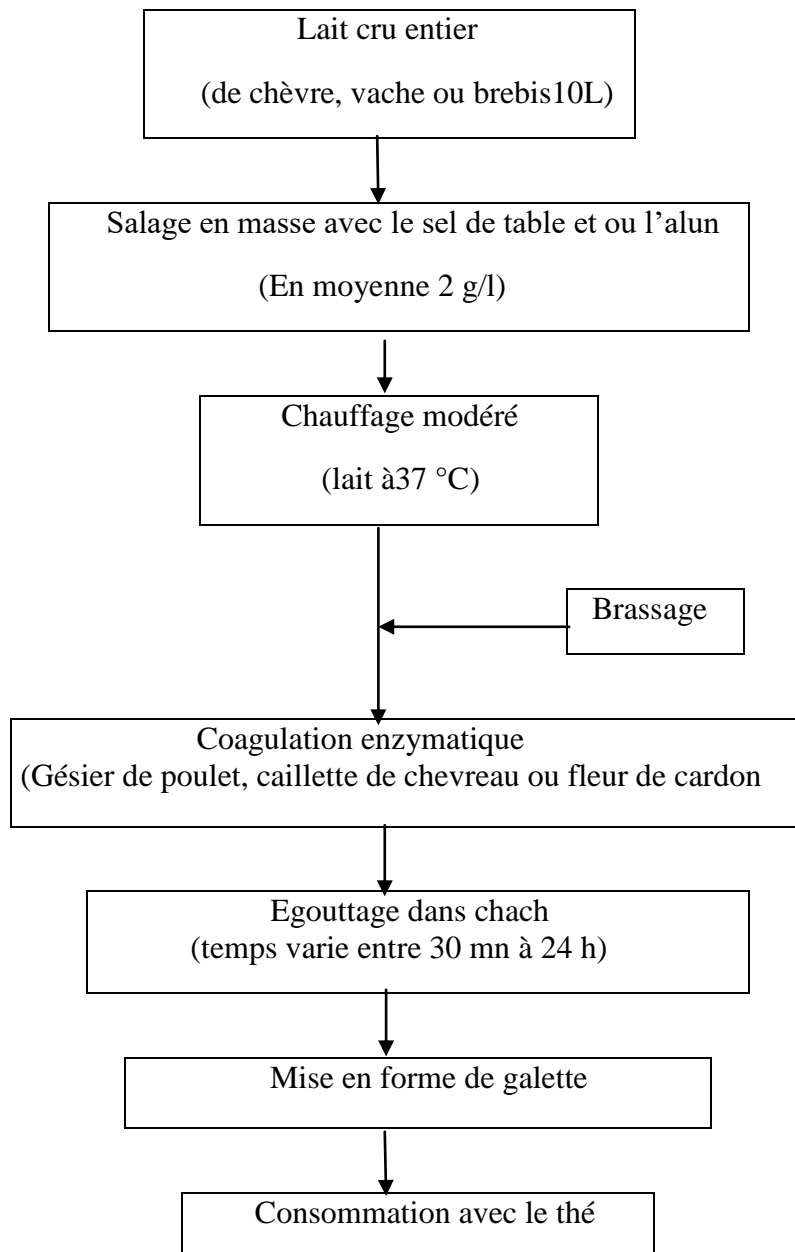 Lait cru entier
(de chèvre, vache ou brebis10L)
Salage en masse avec le sel de table et ou l’alun
(En moyenne 2 g/l)
Chauffage modéré
(lait à37 °C)
Brassage
Coagulation enzymatique
(Gésier de poulet, caillette de chevreau ou fleur de cardon
Egouttage dans chach
(temps varie entre 30 mn à 24 h)
Mise en forme de galette
Consommation avec le thé